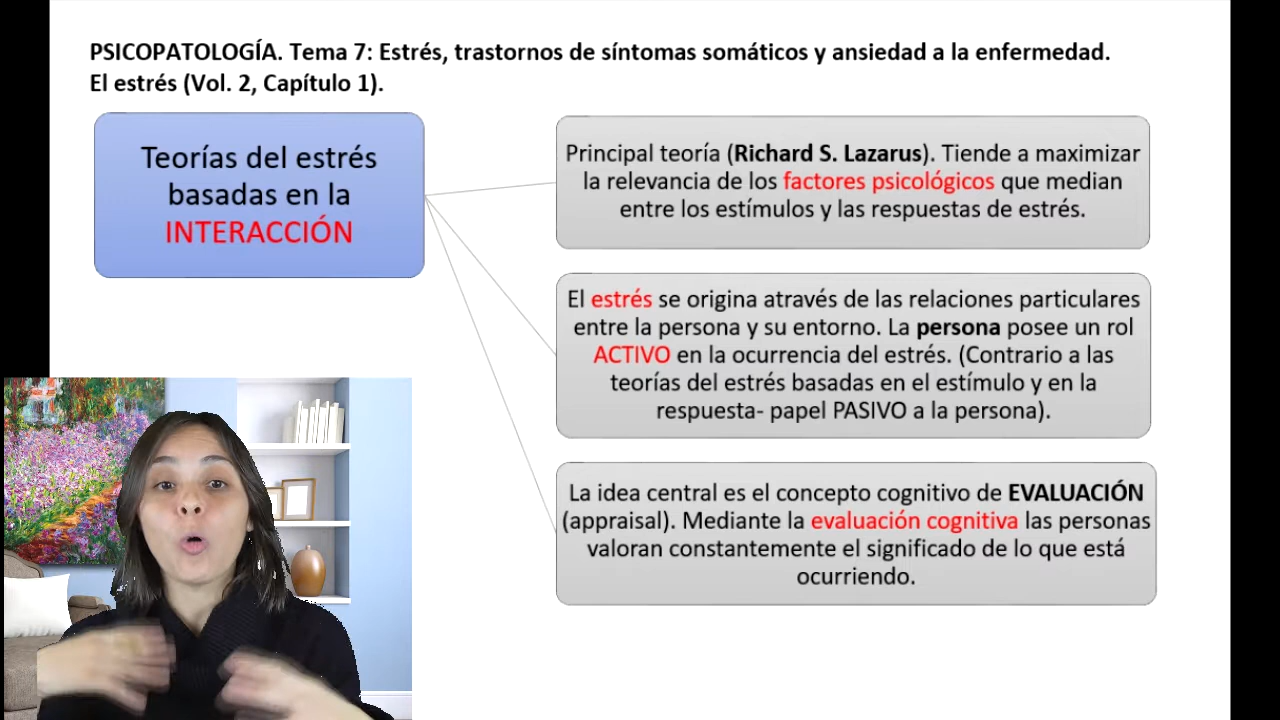 PSICOPATOLOGÍA. Tema 7: Estrés, trastornos de síntomas somáticos y ansiedad a la enfermedad.
El estrés (Vol. 2, Capítulo 1).
Teorías del estrés
basadas en la
INTERACCIÓN
Principal teoría (Richard S. Lazarus). Tiende a maximizar
la relevancia de los factores psicológicos que median
entre los estímulos y las respuestas de estrés.
El estrés se origina através de las relaciones particulares
entre la persona y su entorno. La persona posee un rol
ACTIVO en la ocurrencia del estrés. (Contrario a las
teorías del estrés basadas en el estímulo y en la
respuesta- papel PASIVO a la persona).
La idea central es el concepto cognitivo de EVALUACIÓN
(appraisal). Mediante la evaluación cognitiva las personas
valoran constantemente el significado de lo que está
ocurriendo.